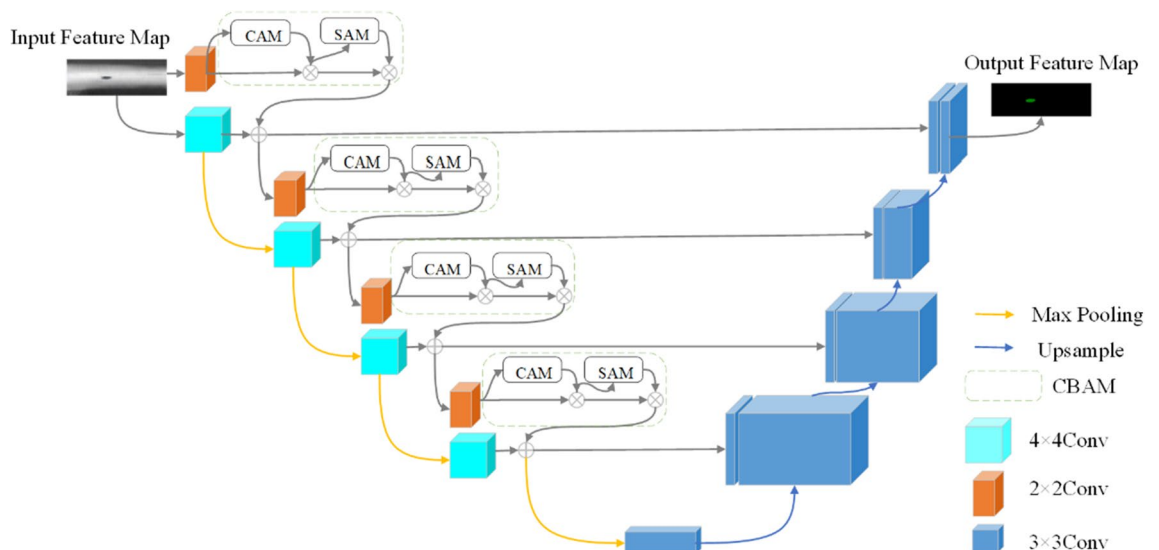 Input Feature Map
CAM
SAM
Output Feature Map
CAM
SAM
CAM
SAM
CAM
SAM
Max Pooling
Upsample
CBAM
4×4Conv
2×2Conv
3×3Conv